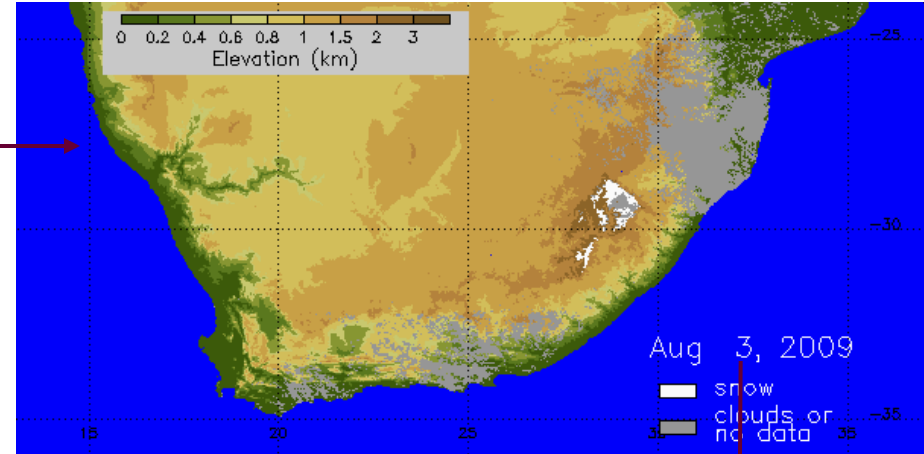 0 0.2 0.4 0.6 0.8 1 1.5 2 3
Elevation (km)
-25
-30
Aug 3, 2009
snow
clouds or
no data
-35
15 20 25 35